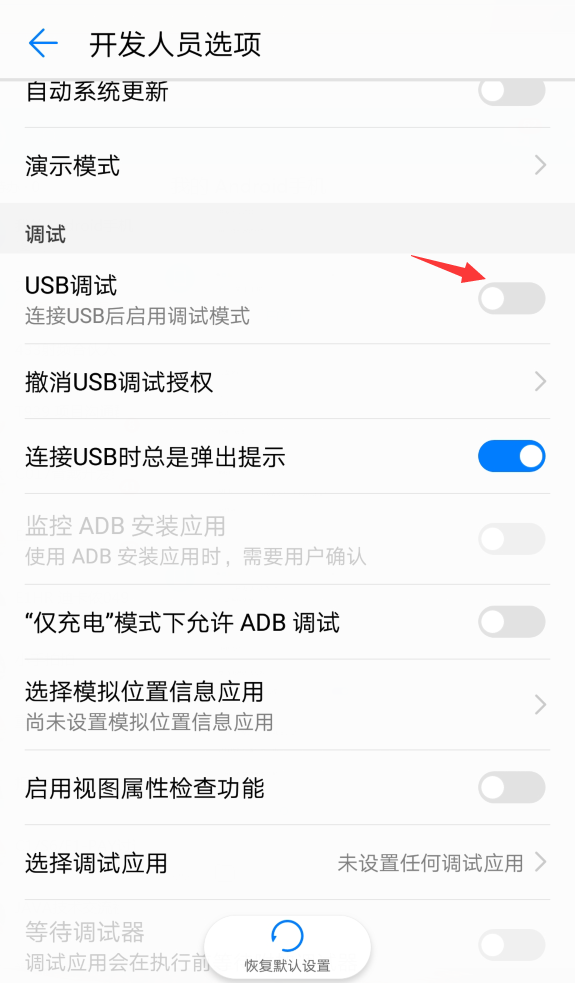 开发人员选项
自动系统更新
演示模式
调试
USB调试
连接USB后启用调试模式
撤消USB调试授权
连接USB时总是弹出提示
监控 ADB 安装应用
使用 ADB 安装应用时，需要用户确认
“仅充电”模式下允许 ADB 调试
选择模拟位置信息应用
尚未设置模拟位置信息应用
启用视图属性检查功能
选择调试应用 未设置任何调试应用
等待调试器
调试应用会在执行前
恢复默认设置